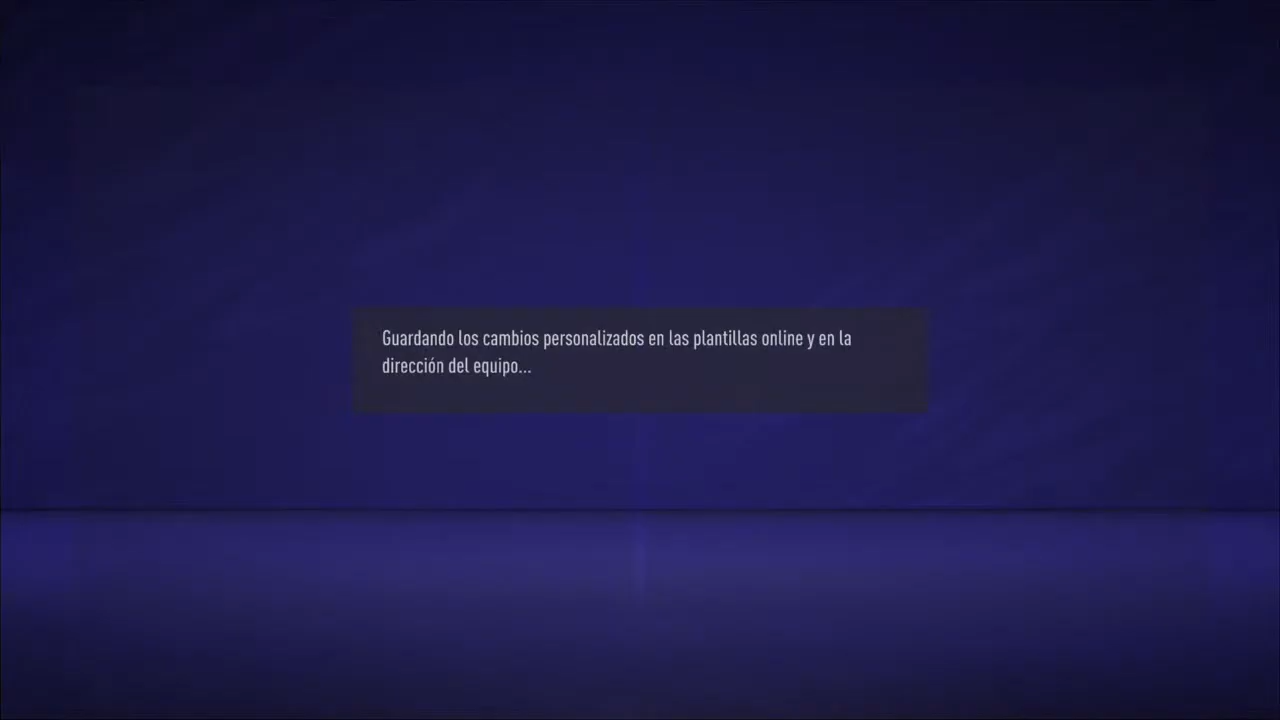 Guardando los cambios personalizados en las plantillas online y en la
dirección del equipo...